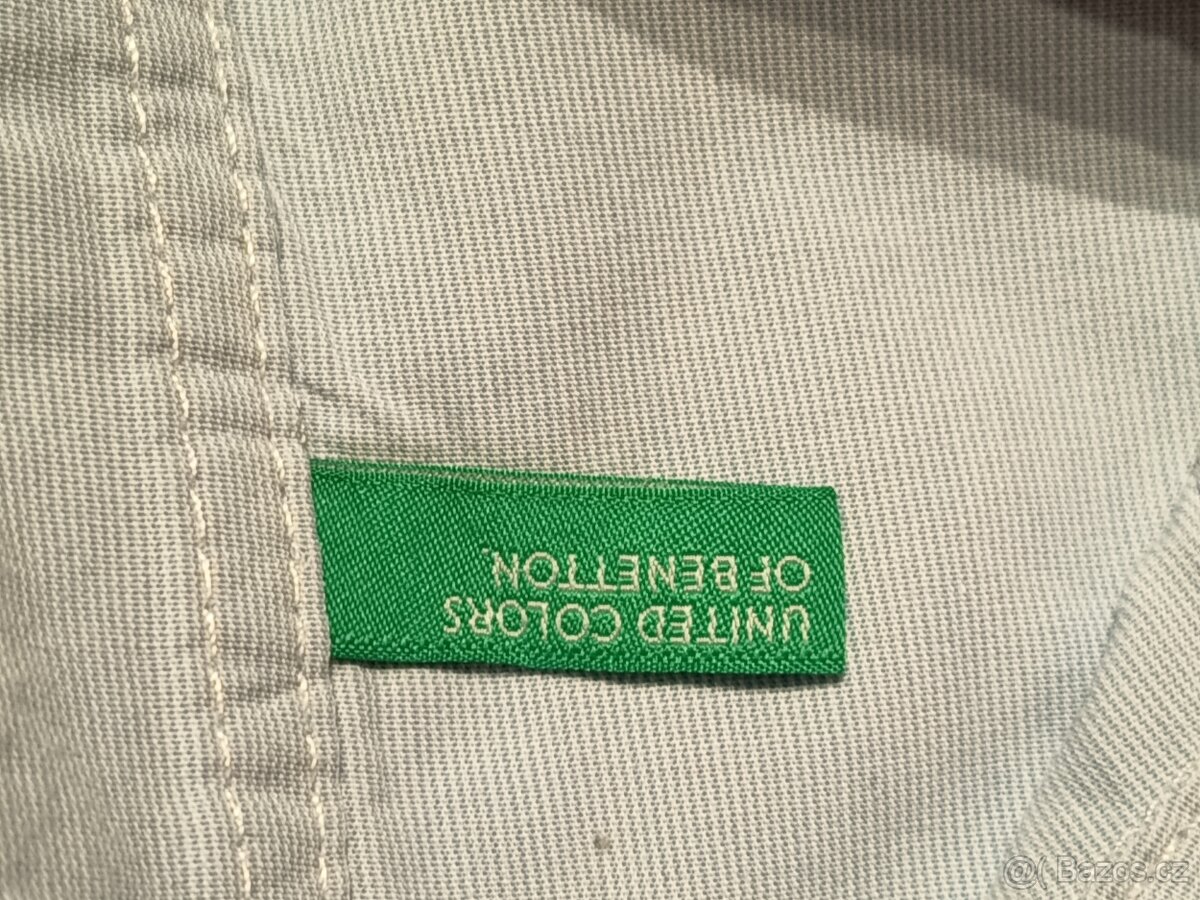 UNITED COLORS
OF BENETTON.
@( Bazos.cz